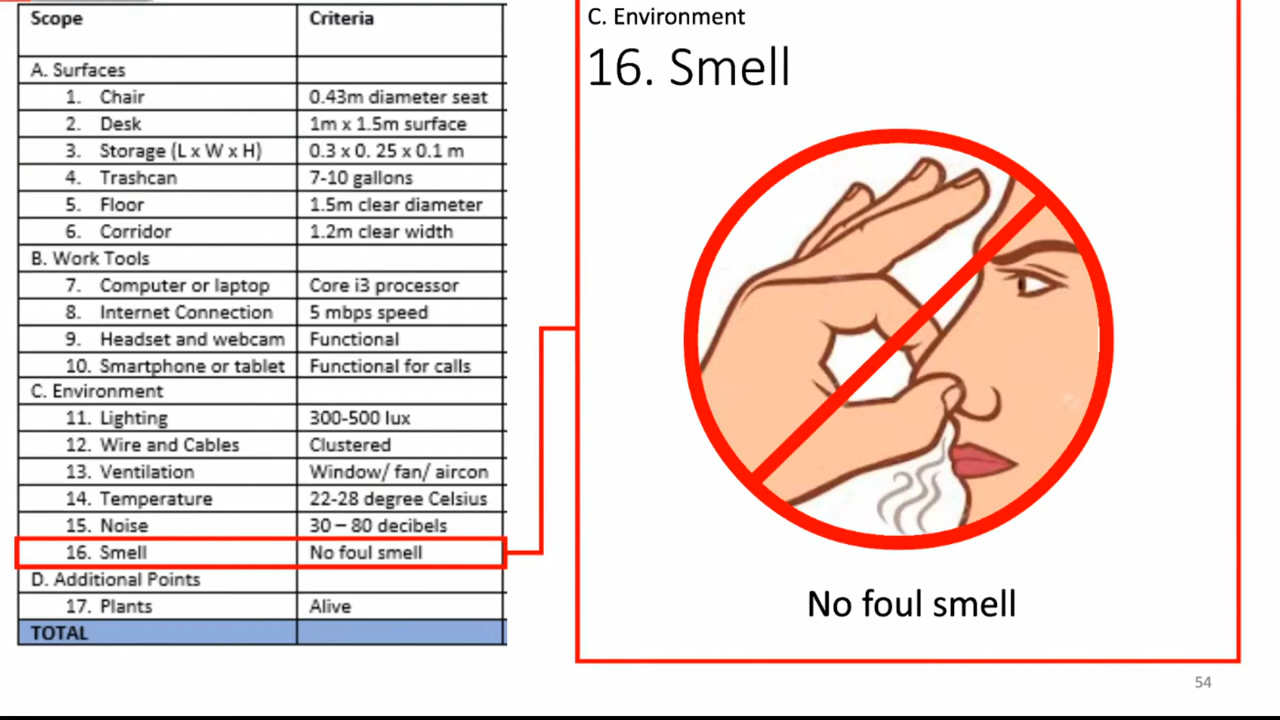 Scope Criteria
A. Surfaces
1. Chair 0.43m diameter seat
2. Desk 1m x 1.5m surface
3. Storage (L x W x H) 0.3 x 0. 25 x 0.1 m
4. Trashcan 7-10 gallons
5. Floor 1.5m clear diameter
6. Corridor 1.2m clear width
B. Work Tools
7. Computer or laptop Core i3 processor
8. Internet Connection 5 mbps speed
9. Headset and webcam Functional
10. Smartphone or tablet Functional for calls
C. Environment
11. Lighting 300-500 lux
12. Wire and Cables Clustered
13. Ventilation Window/ fan/ aircon
14. Temperature 22-28 degree Celsius
15. Noise 30 – 80 decibels
16. Smell No foul smell
D. Additional Points
17. Plants Alive
TOTAL
C. Environment
16. Smell
No foul smell
54